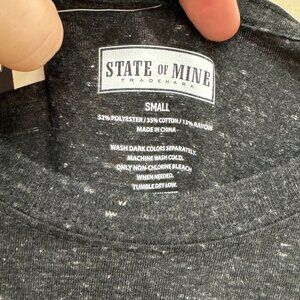 STATE OF MINE
TRADEMARK
SMALL
52% POLYESTER / 35% COTTON / 13% RAYON
MADE IN CHINA
WASH DARK COLORS SEPARATELY.
MACHINE WASH COLD.
ONLY NON-CHLORINE BLEACH
WHEN NEEDED.
TUMBLE DRY LOW.